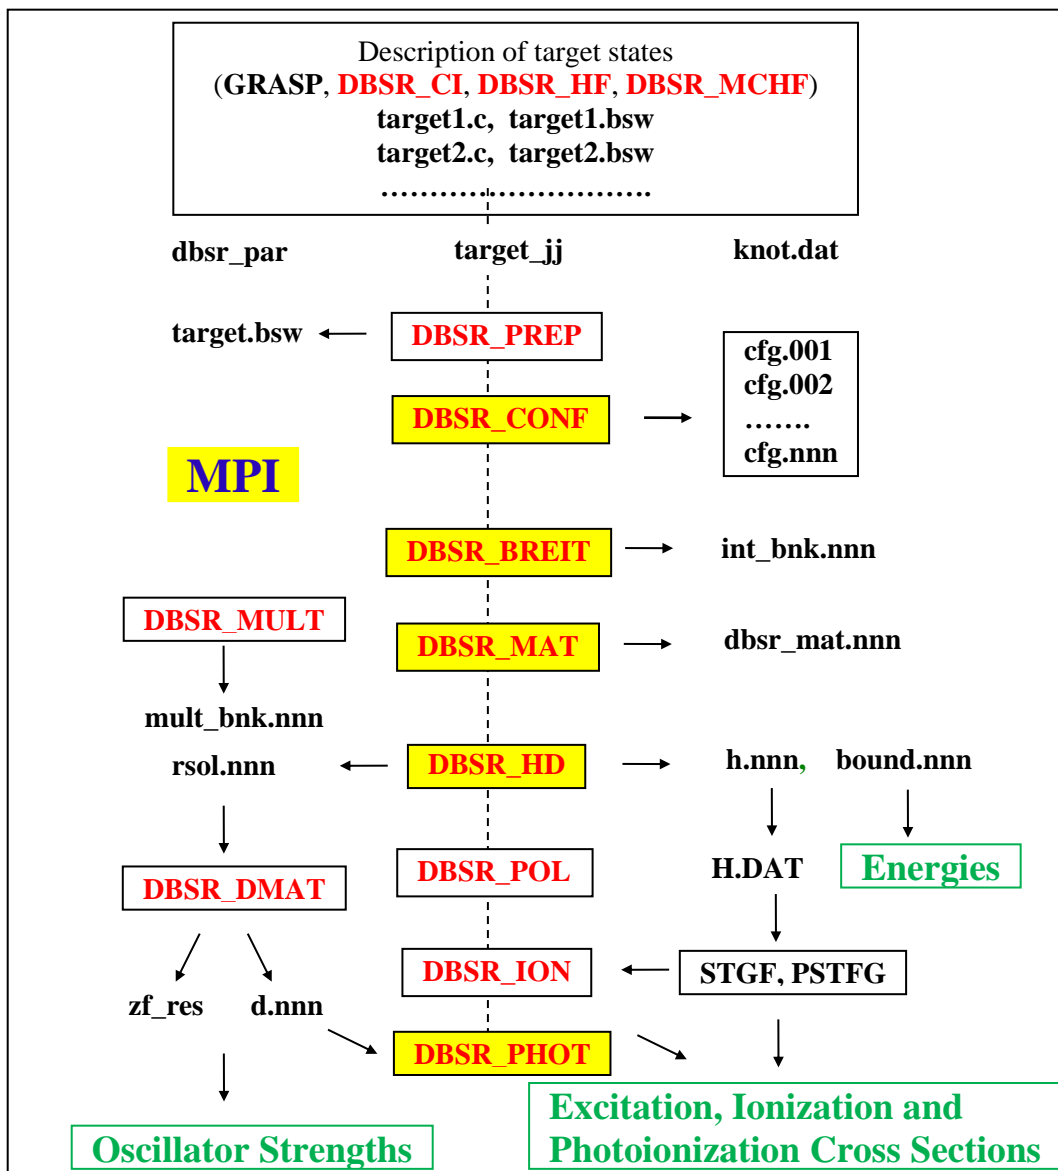 Description of target states
(GRASP, DBSR_CI, DBSR_HF, DBSR_MCHF)
target1.c, target1.bsw
target2.c, target2.bsw
…………………………
dbsr_par target_jj knot.dat
target.bsw DBSR_PREP
cfg.001
cfg.002
…….
cfg.nnn
DBSR_CONF
MPI
DBSR_BREIT int_bnk.nnn
DBSR_MULT
DBSR_MAT dbsr_mat.nnn
mult_bnk.nnn
rsol.nnn DBSR_HD h.nnn, bound.nnn
DBSR_DMAT DBSR_POL H.DAT Energies
DBSR_ION STGF, PSTFG
zf_res d.nnn
DBSR_PHOT
Oscillator Strengths
Excitation, Ionization and
Photoionization Cross Sections